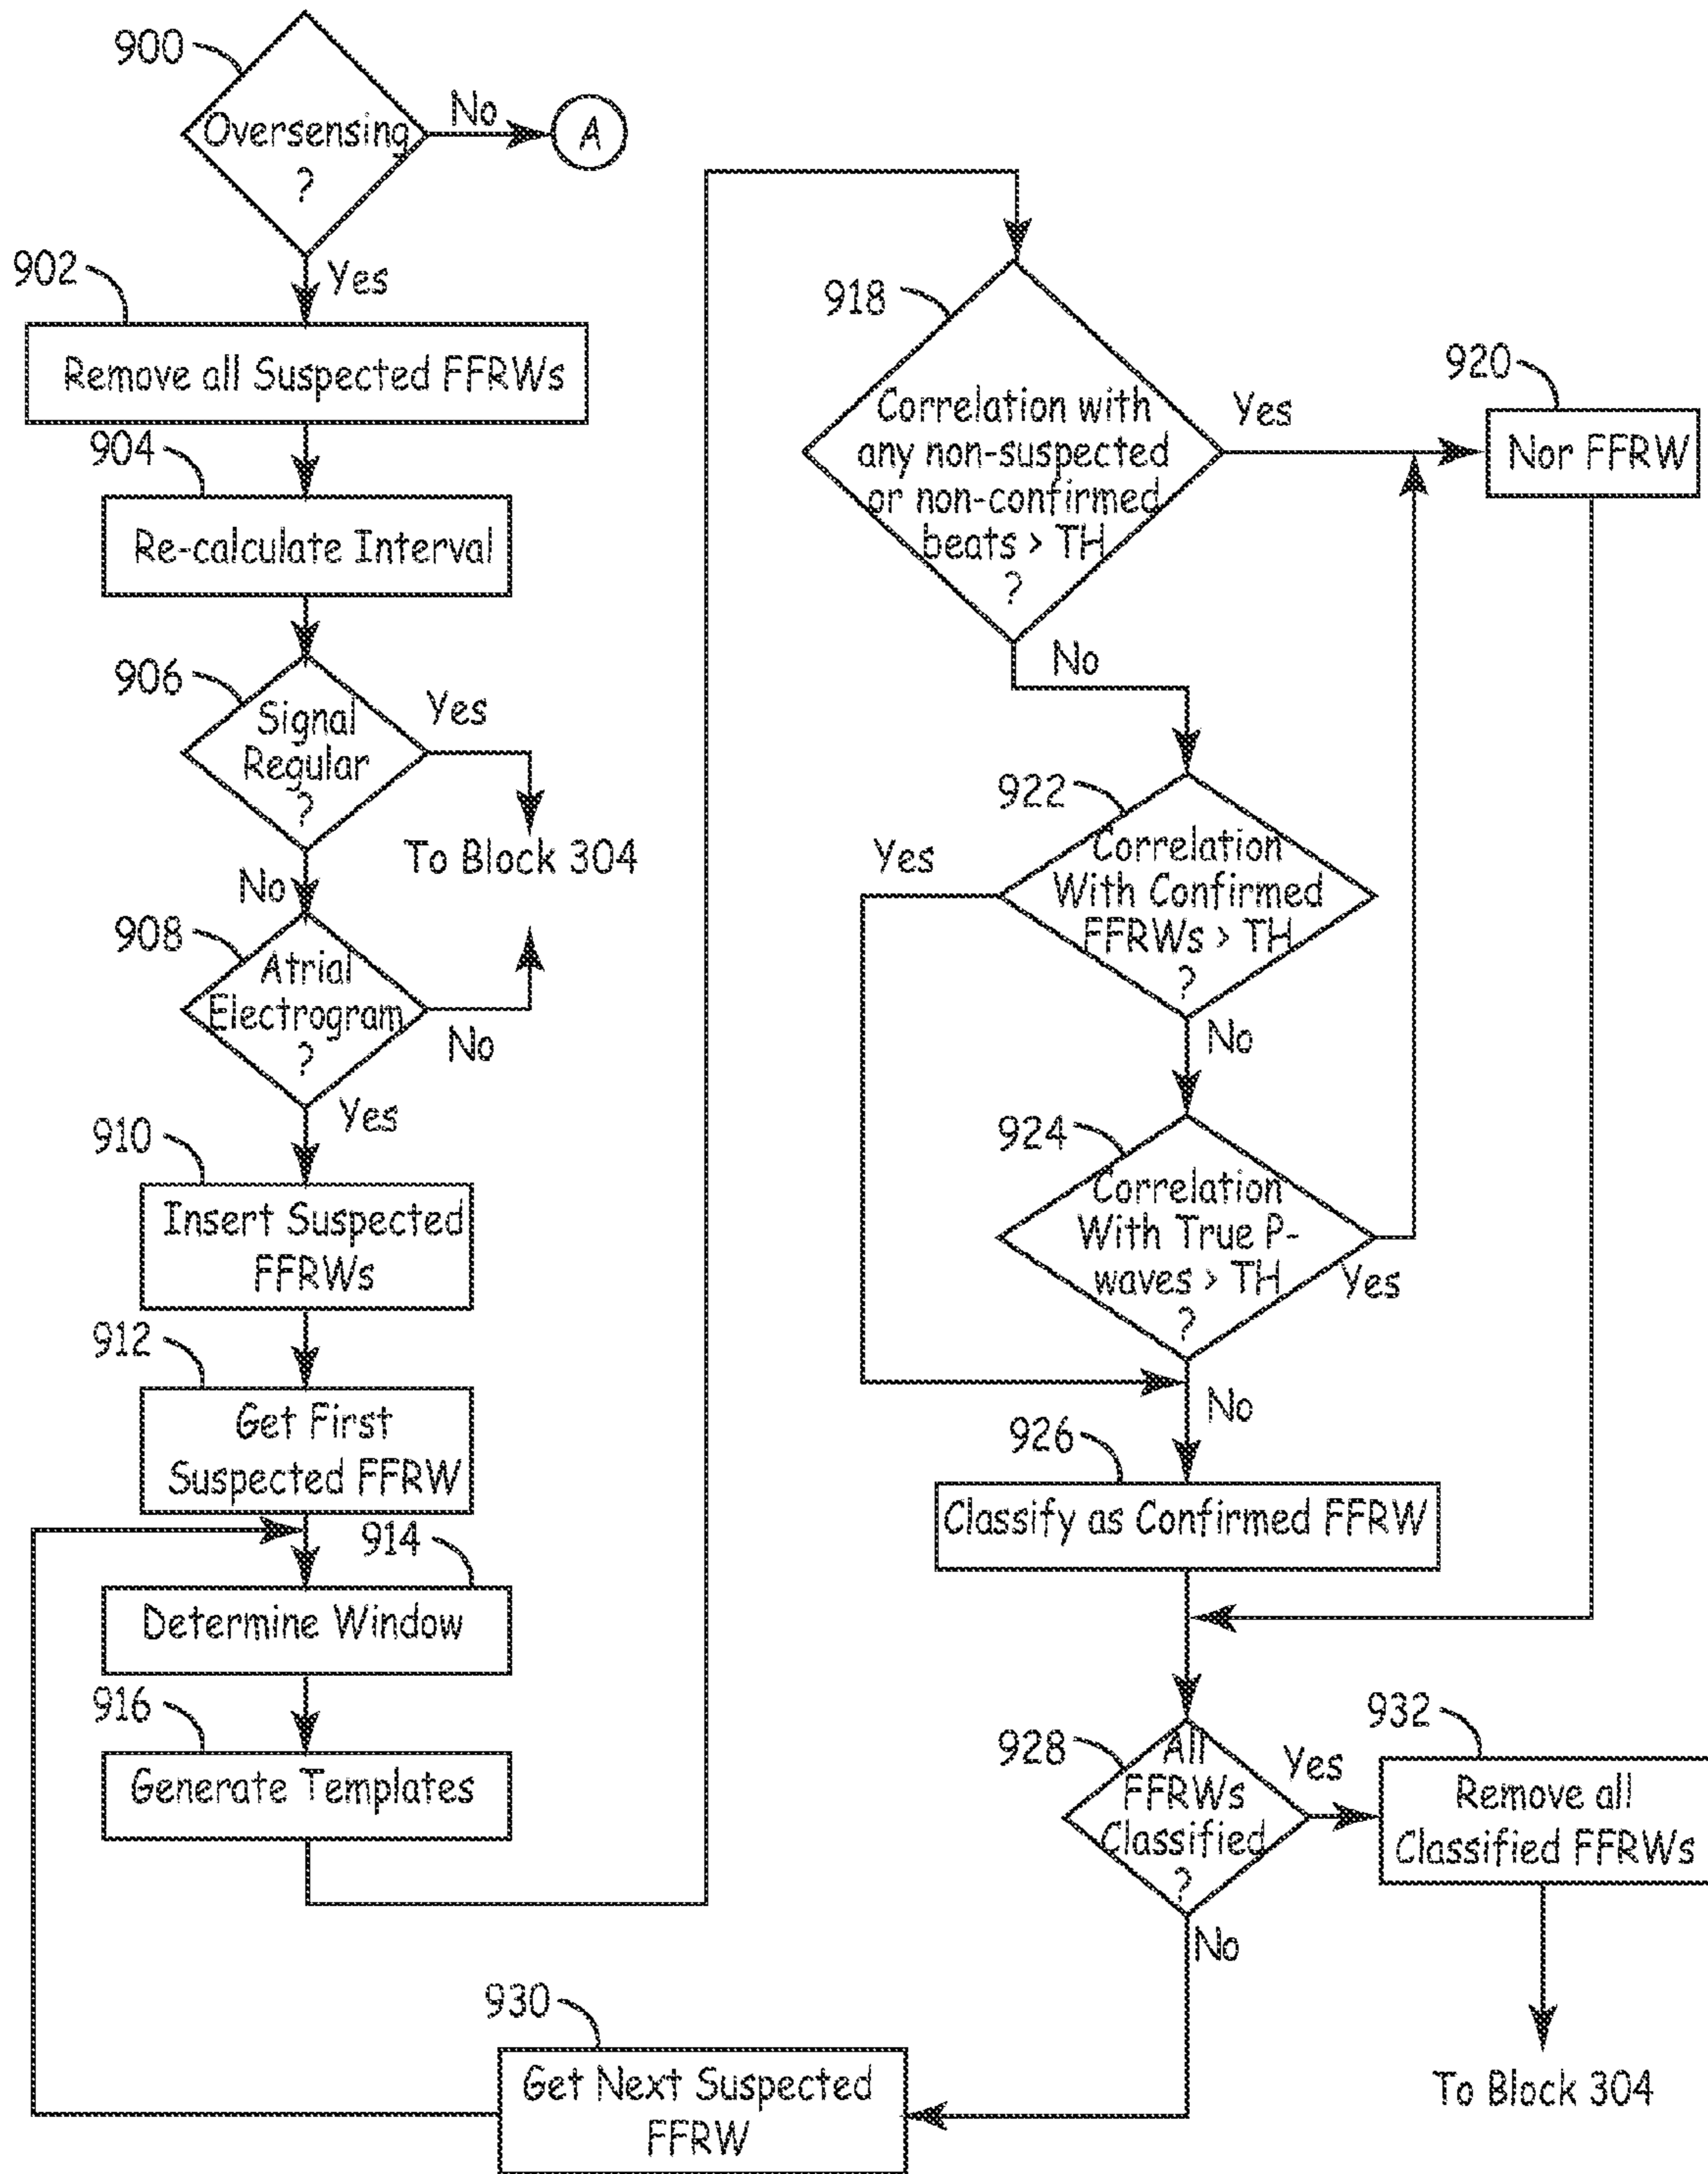 900
Oversensing
?
No
A
Yes
902
Remove all Suspected FFRWs
904
Re-calculate Interval
906
Signal
Regular
?
Yes
To Block 304
No
908
Atrial
Electrogram
?
No
Yes
910
Insert Suspected
FFRWs
912
Get First
Suspected FFRW
914
Determine Window
916
Generate Templates
918
Correlation with
any non-suspected
or non-confirmed
beats > TH
?
Yes
920
Nor FFRW
No
922
Correlation
With Confirmed
FFRWs > TH
?
Yes
No
924
Correlation
With True P-
waves > TH
?
Yes
No
926
Classify as Confirmed FFRW
928
All
FFRWs
Classified
?
Yes
932
Remove all
Classified FFRWs
No
930
Get Next Suspected
FFRW
To Block 304